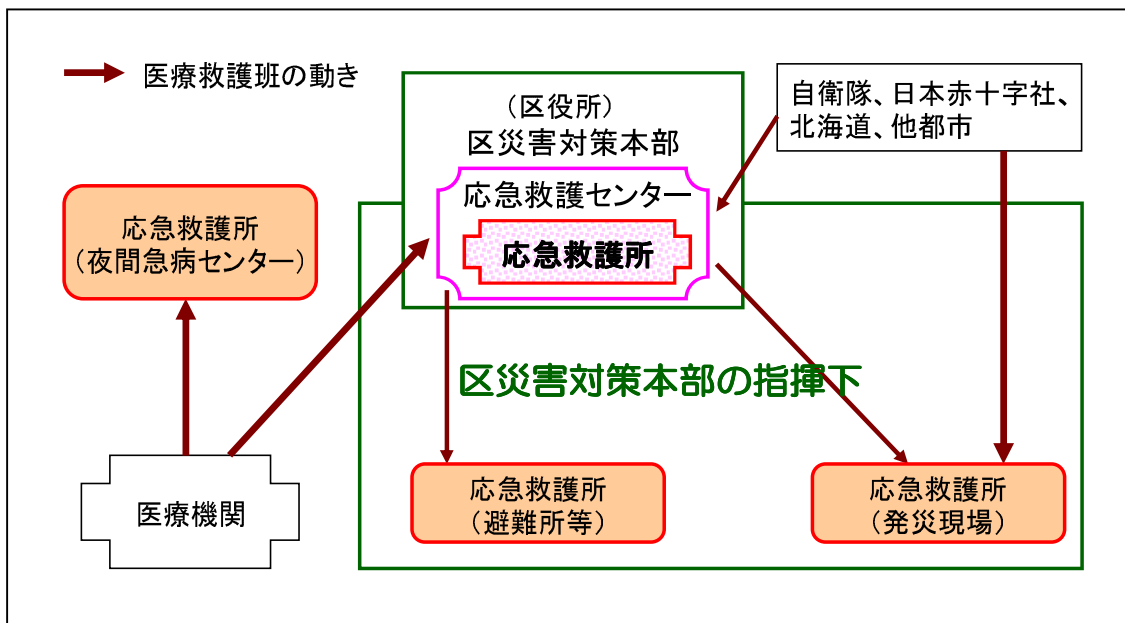 医療救護班の動き
（区役所）
区災害対策本部
自衛隊、日本赤十字社、
北海道、他都市
応急救護センター
応急救護所
応急救護所
（夜間急病センター）
区災害対策本部の指揮下
医療機関
応急救護所
（避難所等）
応急救護所
（発災現場）